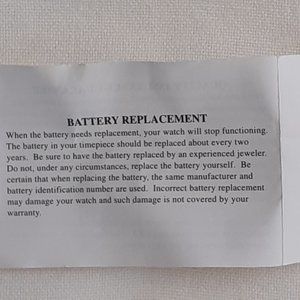 BATTERY REPLACEMENT
When the battery needs replacement, your watch will stop functioning.
The battery in your timepiece should be replaced about every two
years. Be sure to have the battery replaced by an experienced jeweler.
Do not, under any circumstances, replace the battery yourself. Be
certain that when replacing the battery, the same manufacturer and
battery identification number are used. Incorrect battery replacement
may damage your watch and such damage is not covered by your
warranty.